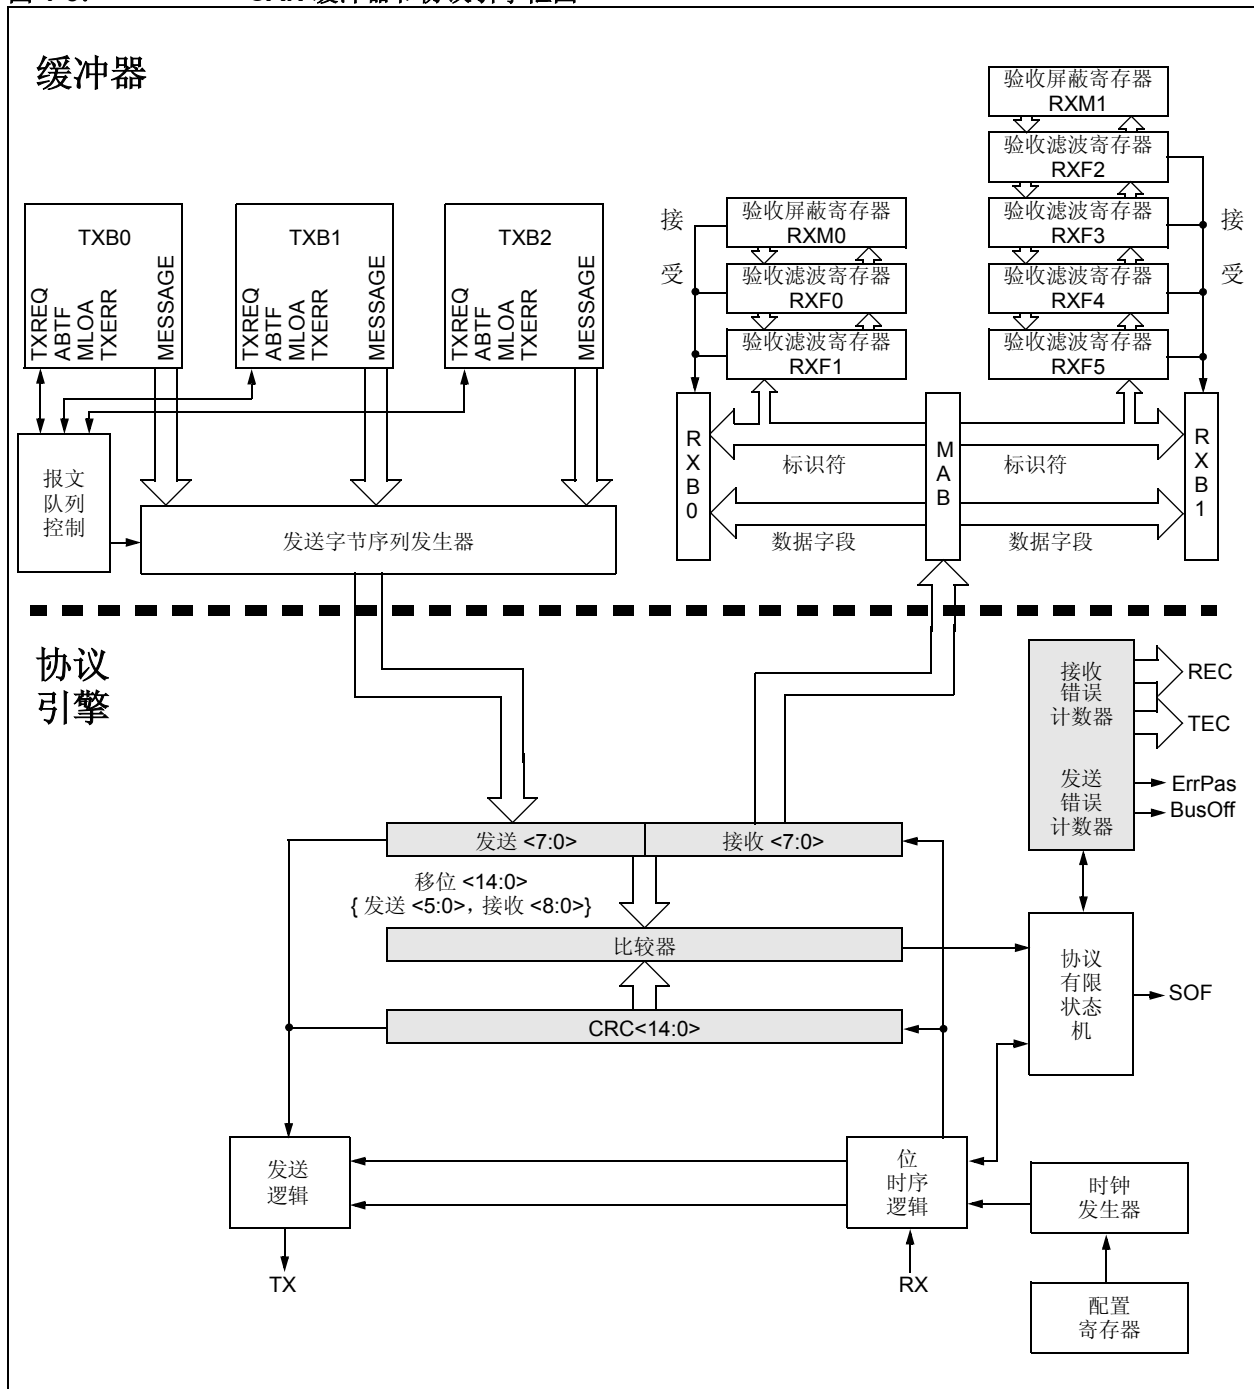 缓冲器
验收屏蔽寄存器
RXM1
验收滤波寄存器
RXF2
验收滤波寄存器
RXF3
验收滤波寄存器
RXF4
验收滤波寄存器
RXF5
接
受
验收屏蔽寄存器
RXM0
验收滤波寄存器
RXF0
验收滤波寄存器
RXF1
接
受
TXB0
TXREQ
ABTF
MLOA
TXERR
MESSAGE
TXB1
TXREQ
ABTF
MLOA
TXERR
MESSAGE
TXB2
TXREQ
ABTF
MLOA
TXERR
MESSAGE
报文
队列
控制
发送字节序列发生器
R
X
B
0
标识符
数据字段
M
A
B
标识符
数据字段
R
X
B
1
协议
引擎
接收
错误
计数器
发送
错误
计数器
REC
TEC
ErrPas
BusOff
发送 <7:0>
接收 <7:0>
移位 <14:0>
{ 发送 <5:0>，接收 <8:0>}
比较器
CRC<14:0>
协议
有限
状态
机
SOF
发送
逻辑
位
时序
逻辑
时钟
发生器
TX
RX
配置
寄存器